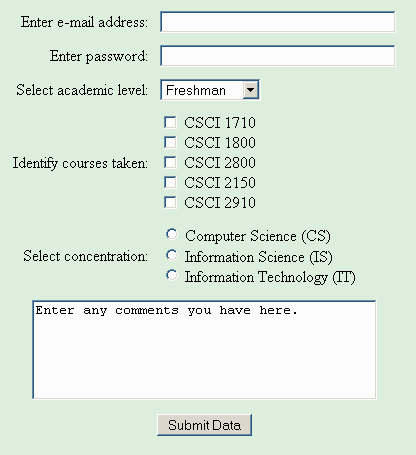 Enter e-mail address:
Enter password:
Select academic level: Freshman
CSCI 1710
CSCI 1800
Identify courses taken: CSCI 2800
CSCI 2150
CSCI 2910
Computer Science (CS)
Select concentration: Information Science (IS)
Information Technology (IT)
Enter any comments you have here.
Submit Data